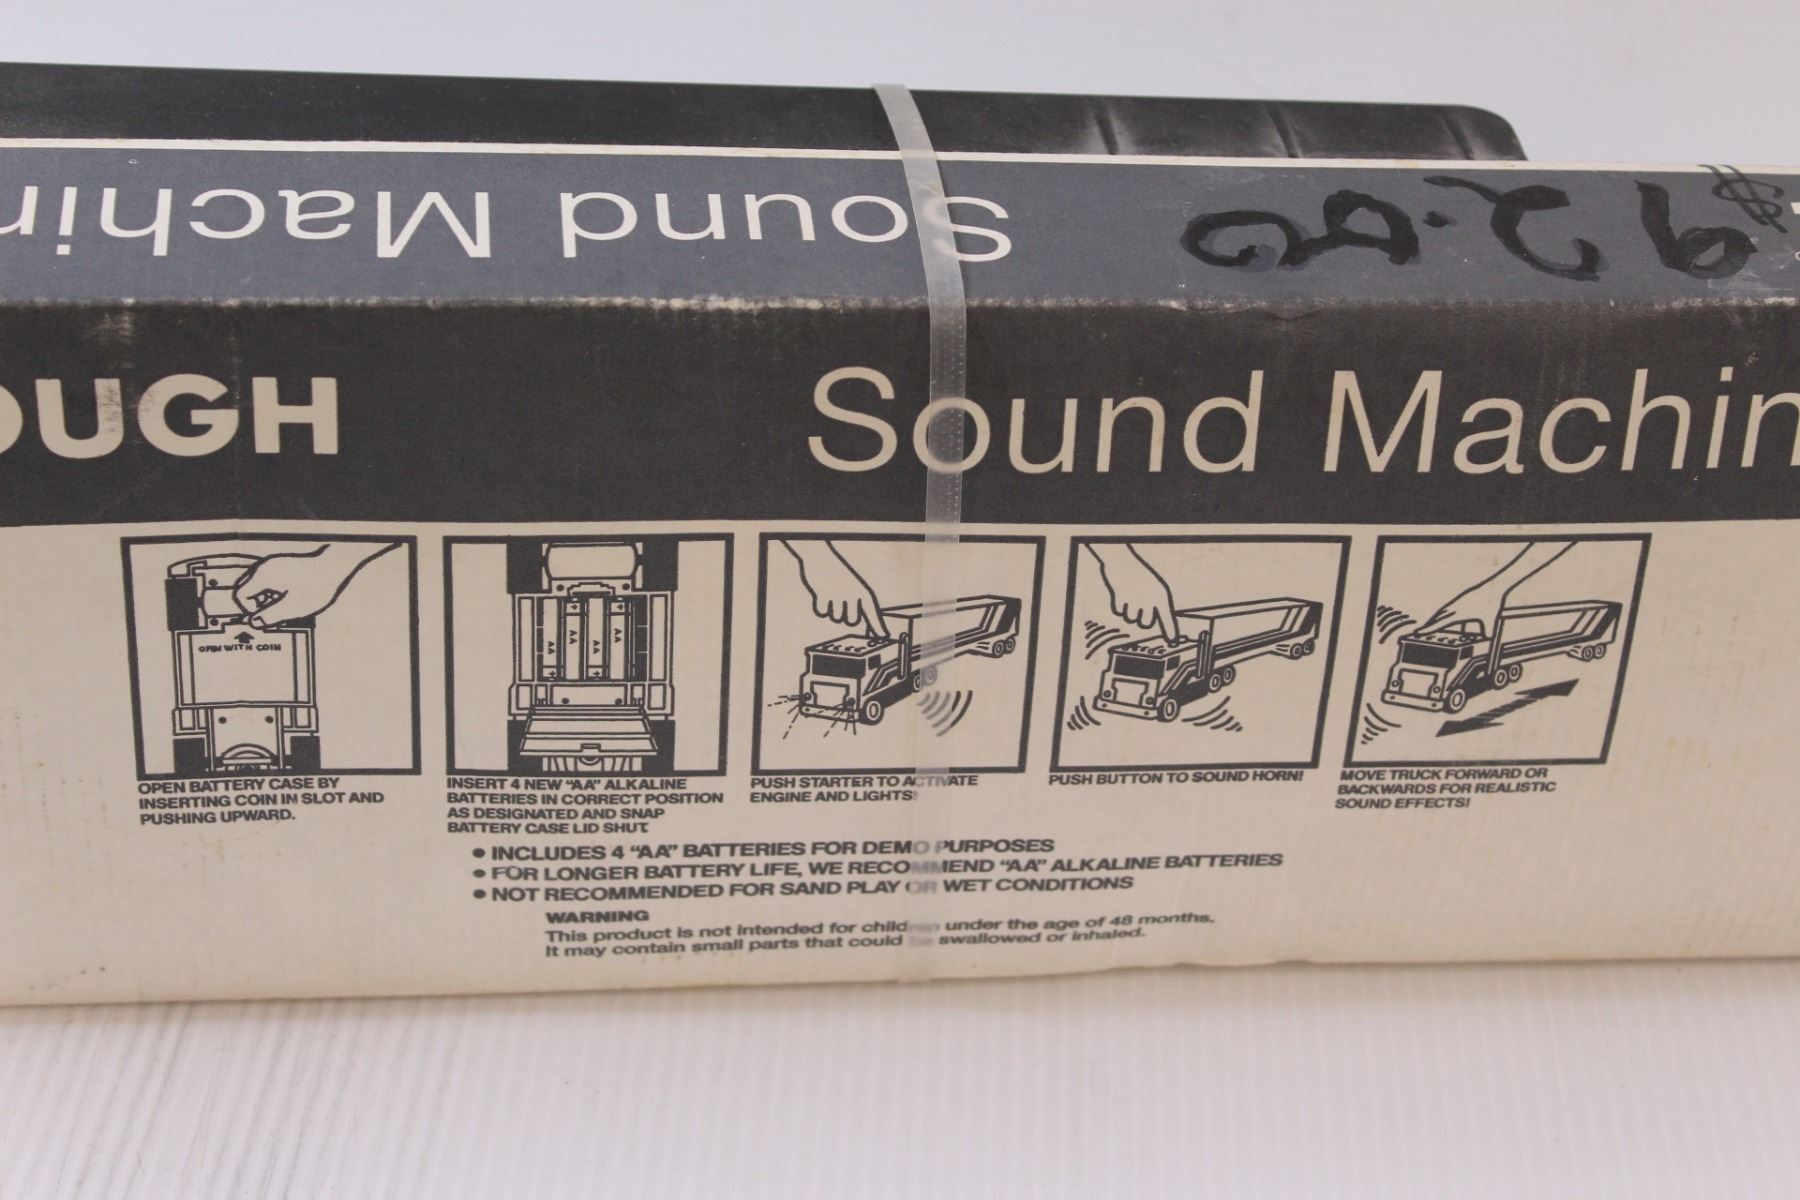 Sound Machin
$92.00
OUGH
Sound Machin
OPEN WITH COIN
AA AA AA
OPEN BATTERY CASE BY
INSERTING COIN IN SLOT AND
PUSHING UPWARD.
INSERT 4 NEW "AA" ALKALINE
BATTERIES IN CORRECT POSITION
AS DESIGNATED AND SNAP
BATTERY CASE LID SHUT.
PUSH STARTER TO ACTIVATE
ENGINE AND LIGHTS!
PUSH BUTTON TO SOUND HORN!
MOVE TRUCK FORWARD OR
BACKWARDS FOR REALISTIC
SOUND EFFECTS!
• INCLUDES 4 "AA" BATTERIES FOR DEMO PURPOSES
• FOR LONGER BATTERY LIFE, WE RECOMMEND "AA" ALKALINE BATTERIES
• NOT RECOMMENDED FOR SAND PLAY OR WET CONDITIONS
WARNING
This product is not intended for children under the age of 48 months.
It may contain small parts that could be swallowed or inhaled.